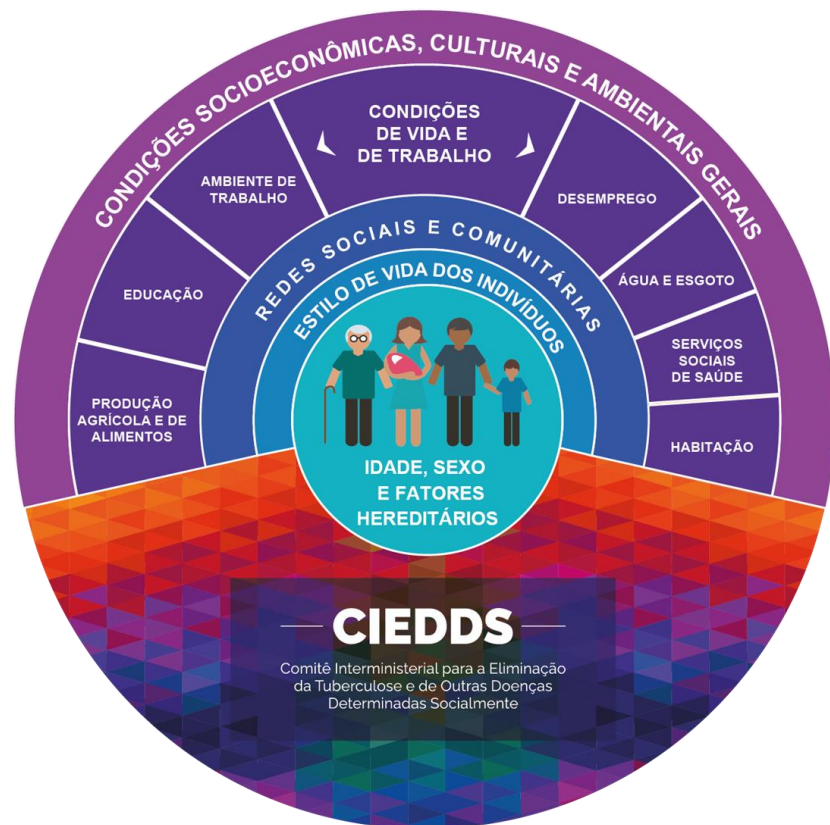 CONDIÇÕES SOCIOECONÔMICAS, CULTURAIS E AMBIENTAIS GERAIS
CONDIÇÕES
DE VIDA E
DE TRABALHO
AMBIENTE DE
TRABALHO
DESEMPREGO
EDUCAÇÃO
ÁGUA E ESGOTO
PRODUÇÃO
AGRÍCOLA E DE
ALIMENTOS
SERVIÇOS
SOCIAIS
DE SAÚDE
HABITAÇÃO
REDES SOCIAIS E COMUNITÁRIAS
ESTILO DE VIDA DOS INDIVÍDUOS
IDADE, SEXO
E FATORES
HEREDITÁRIOS
CIEDDS
Comitê Interministerial para a Eliminação
da Tuberculose e de Outras Doenças
Determinadas Socialmente